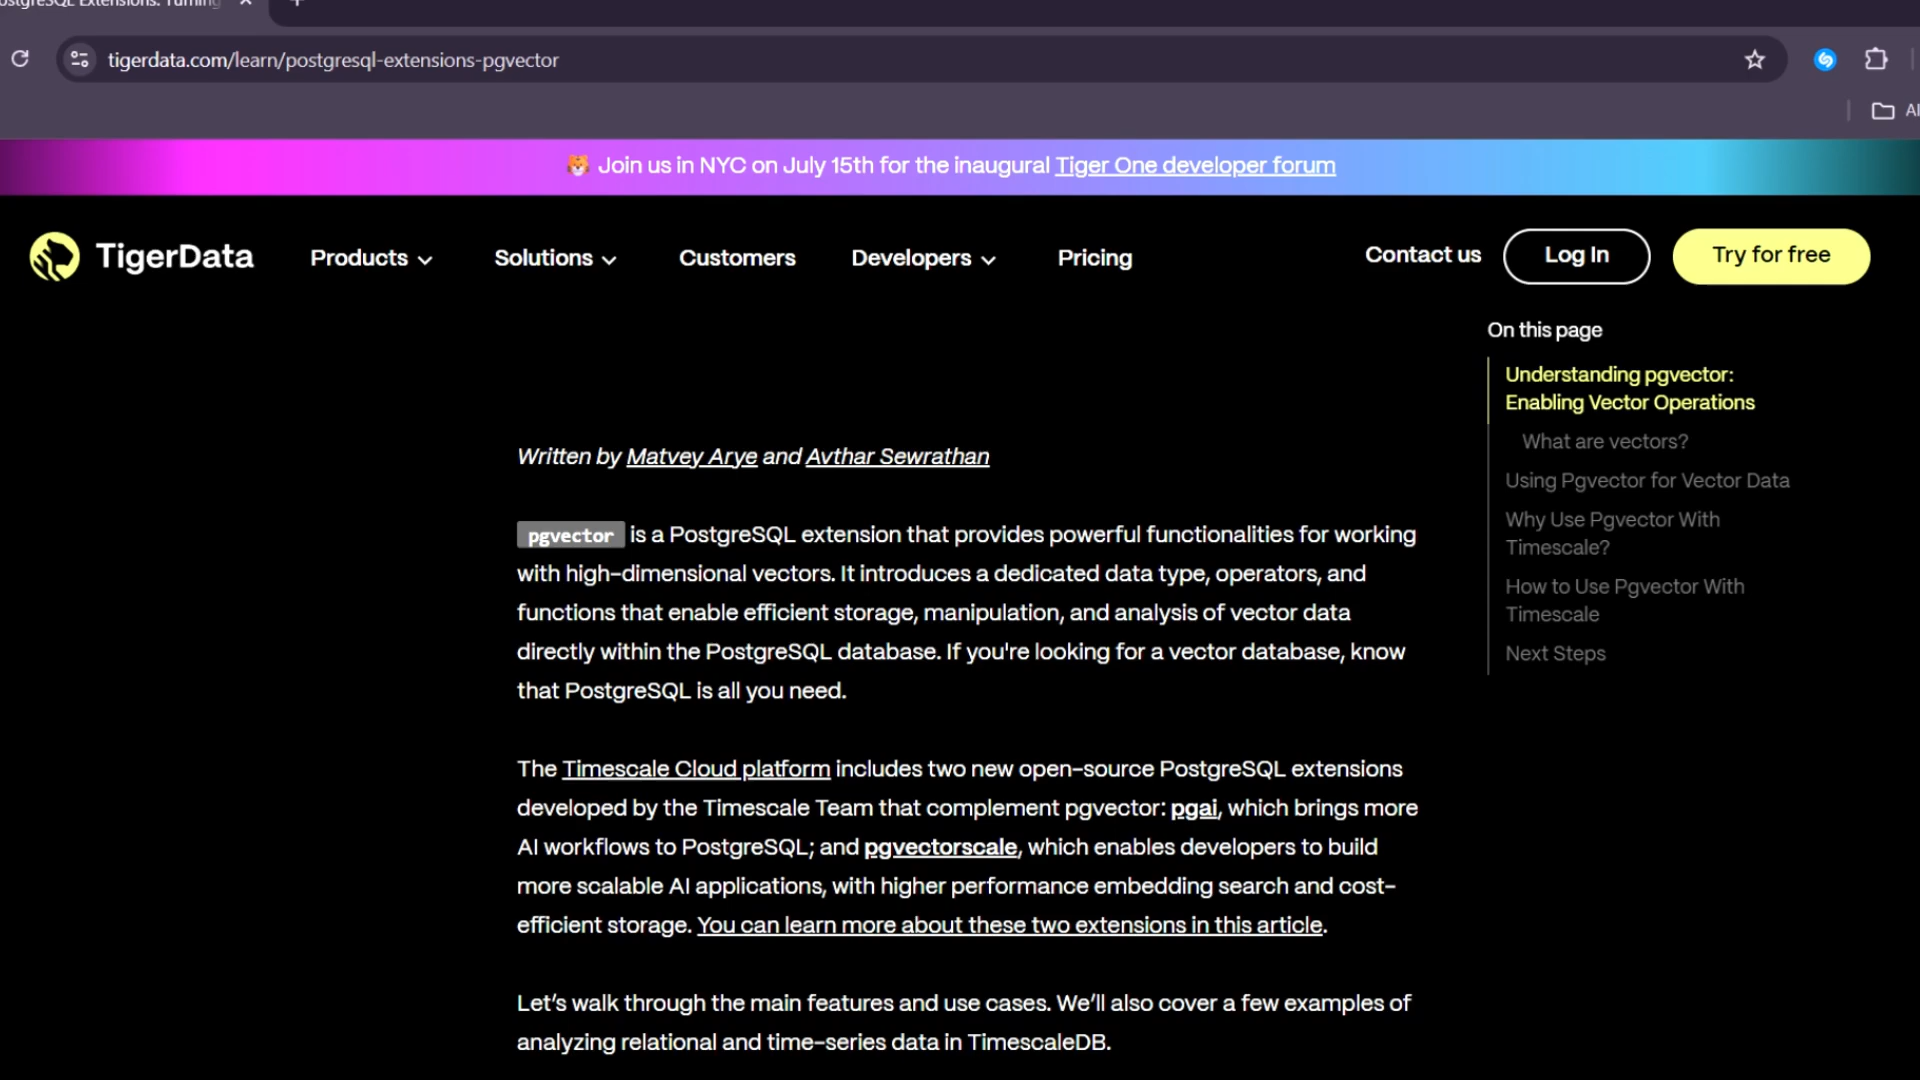 PostgreSQL Extensions: Turning
tigerdata.com/learn/postgresql-extensions-pgvector
AI
Join us in NYC on July 15th for the inaugural Tiger One developer forum
TigerData
Products
Solutions
Customers
Developers
Pricing
Contact us
Log In
Try for free
Written by Matvey Arye and Avthar Sewrathan
pgvector is a PostgreSQL extension that provides powerful functionalities for working
with high-dimensional vectors. It introduces a dedicated data type, operators, and
functions that enable efficient storage, manipulation, and analysis of vector data
directly within the PostgreSQL database. If you're looking for a vector database, know
that PostgreSQL is all you need.
The Timescale Cloud platform includes two new open-source PostgreSQL extensions
developed by the Timescale Team that complement pgvector: pgai, which brings more
AI workflows to PostgreSQL; and pgvectorscale, which enables developers to build
more scalable AI applications, with higher performance embedding search and cost-
efficient storage. You can learn more about these two extensions in this article.
Let’s walk through the main features and use cases. We’ll also cover a few examples of
analyzing relational and time-series data in TimescaleDB.
On this page
Understanding pgvector:
Enabling Vector Operations
What are vectors?
Using Pgvector for Vector Data
Why Use Pgvector With
Timescale?
How to Use Pgvector With
Timescale
Next Steps